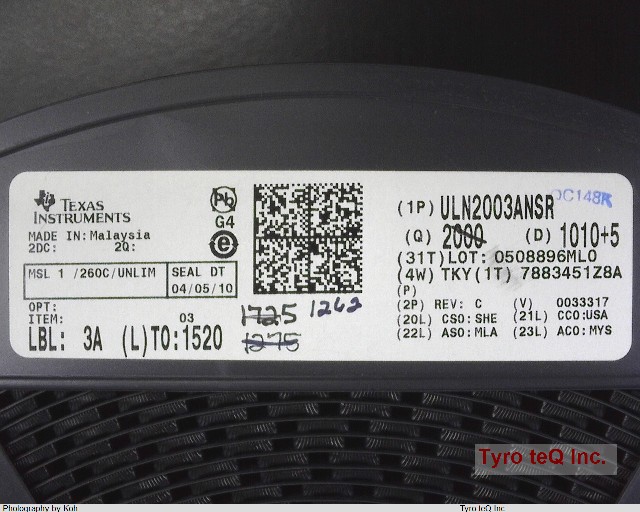 TEXAS INSTRUMENTS
MADE IN: Malaysia
2DC: 2Q:
MSL 1 /260C/UNLIM
SEAL DT
04/05/10
OPT:
ITEM: 03
LBL: 3A (L)TO:1520
Pb
G4
e
1725 1262
1275
QC148R
(1P) ULN2003ANSR
(Q) 2000 (D) 1010+5
(31T)LOT: 0508896ML0
(4W) TKY(1T) 7883451Z8A
(P)
(2P) REV: C (V) 0033317
(20L) CSO:SHE (21L) CCO:USA
(22L) ASO:MLA (23L) ACO:MYS
Tyro teQ Inc.
Photography by Koh
Tyro teQ Inc